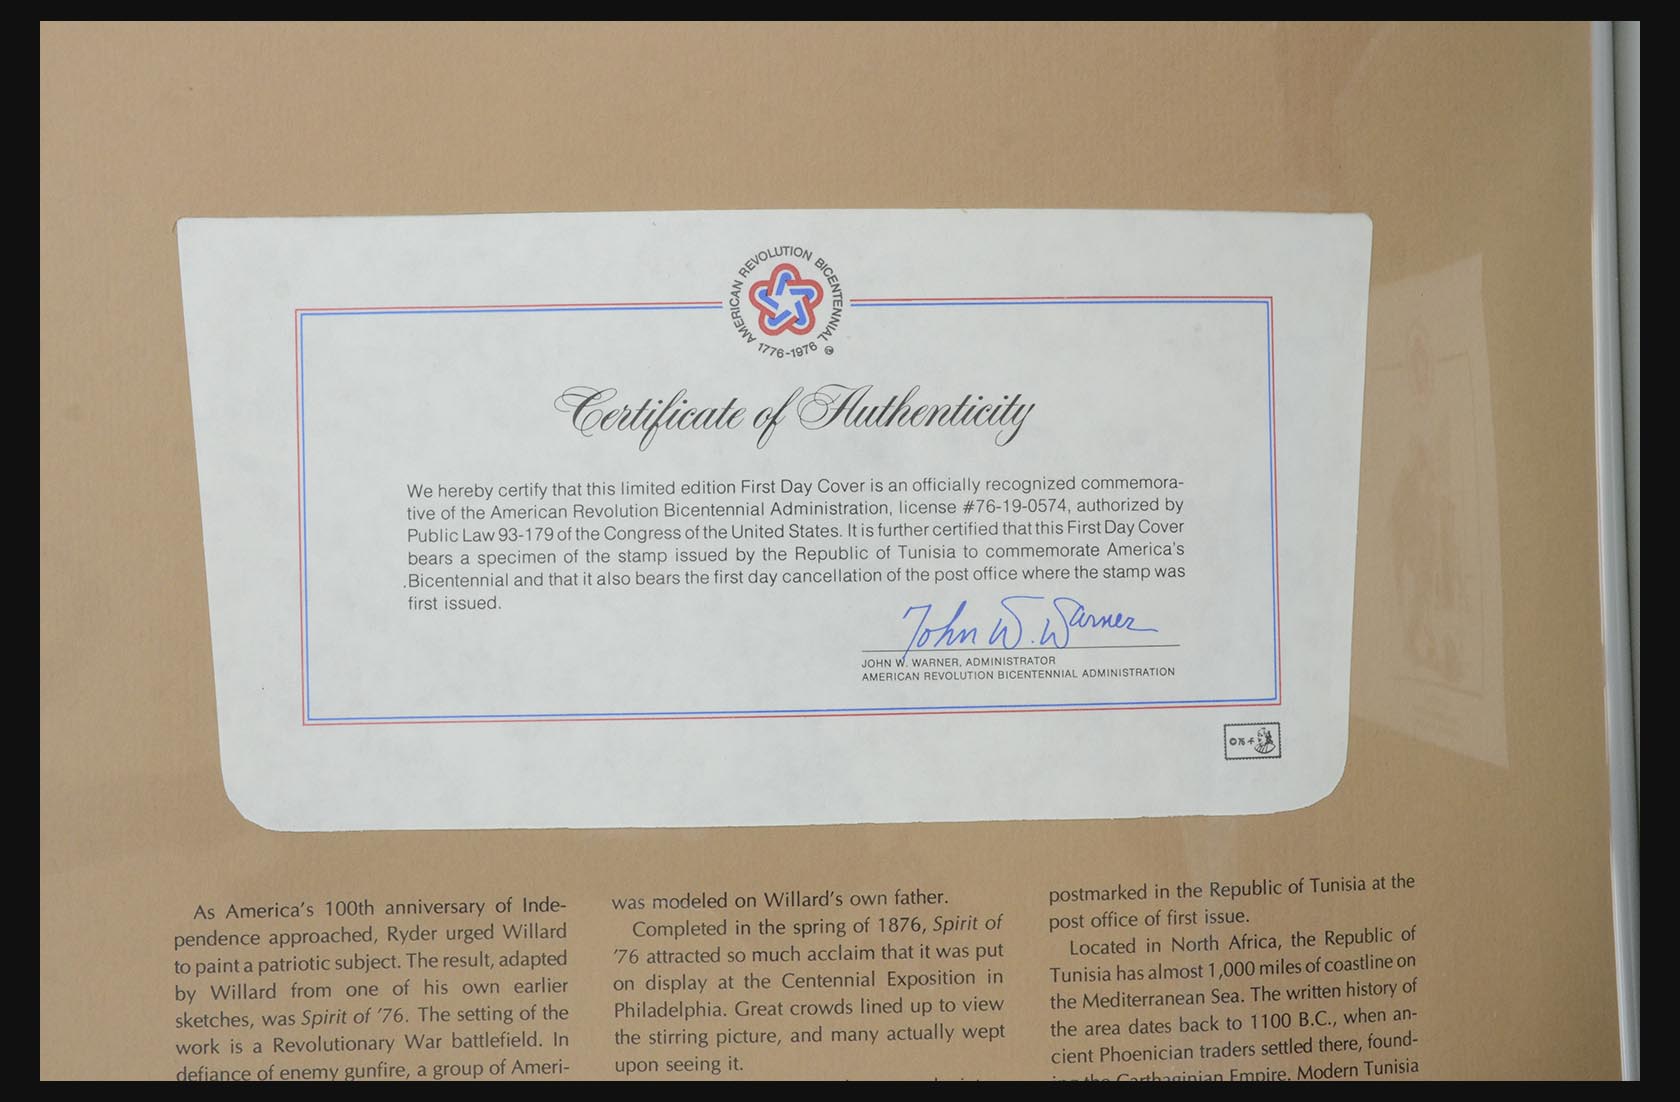 AMERICAN REVOLUTION BICENTENNIAL
1776-1976
Certificate of Authenticity
We hereby certify that this limited edition First Day Cover is an officially recognized commemora-
tive of the American Revolution Bicentennial Administration, license #76-19-0574, authorized by
Public Law 93-179 of the Congress of the United States. It is further certified that this First Day Cover
bears a specimen of the stamp issued by the Republic of Tunisia to commemorate America's
Bicentennial and that it also bears the first day cancellation of the post office where the stamp was
first issued.
John W. Warner
JOHN W. WARNER, ADMINISTRATOR
AMERICAN REVOLUTION BICENTENNIAL ADMINISTRATION
As America's 100th anniversary of Inde-
pendence approached, Ryder urged Willard
to paint a patriotic subject. The result, adapted
by Willard from one of his own earlier
sketches, was Spirit of '76. The setting of the
work is a Revolutionary War battlefield. In
defiance of enemy gunfire, a group of Ameri-
was modeled on Willard's own father.
Completed in the spring of 1876, Spirit of
'76 attracted so much acclaim that it was put
on display at the Centennial Exposition in
Philadelphia. Great crowds lined up to view
the stirring picture, and many actually wept
upon seeing it.
postmarked in the Republic of Tunisia at the
post office of first issue.
Located in North Africa, the Republic of
Tunisia has almost 1,000 miles of coastline on
the Mediterranean Sea. The written history of
the area dates back to 1100 B.C., when an-
cient Phoenician traders settled there, found-
ing the Carthaginian Empire. Modern Tunisia